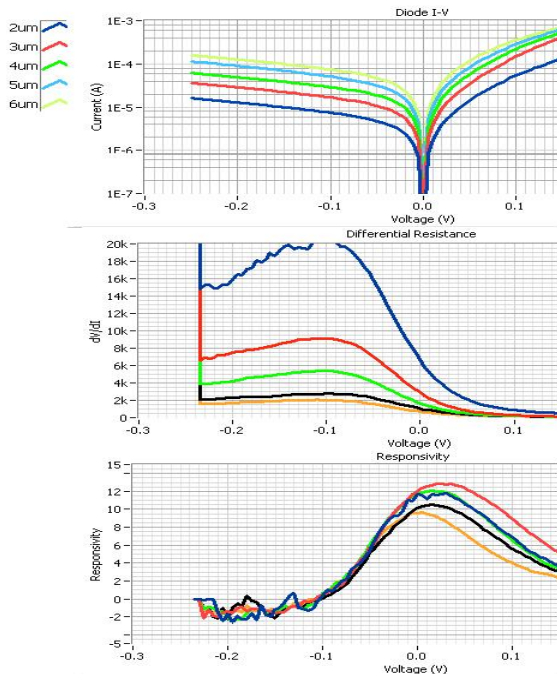 2um
3um
4um
5um
6um
Diode I-V
Current (A)
1E-3
1E-4
1E-5
1E-6
1E-7
-0.3 -0.2 -0.1 0.0 0.1
Voltage (V)
Differential Resistance
dV/dI
20k
18k
16k
14k
12k
10k
8k
6k
4k
2k
0
-0.3 -0.2 -0.1 0.0 0.1
Voltage (V)
Responsivity
Responsivity
15
14
12
10
8
6
4
2
0
-2
-5
-0.3 -0.2 -0.1 0.0 0.1
Voltage (V)